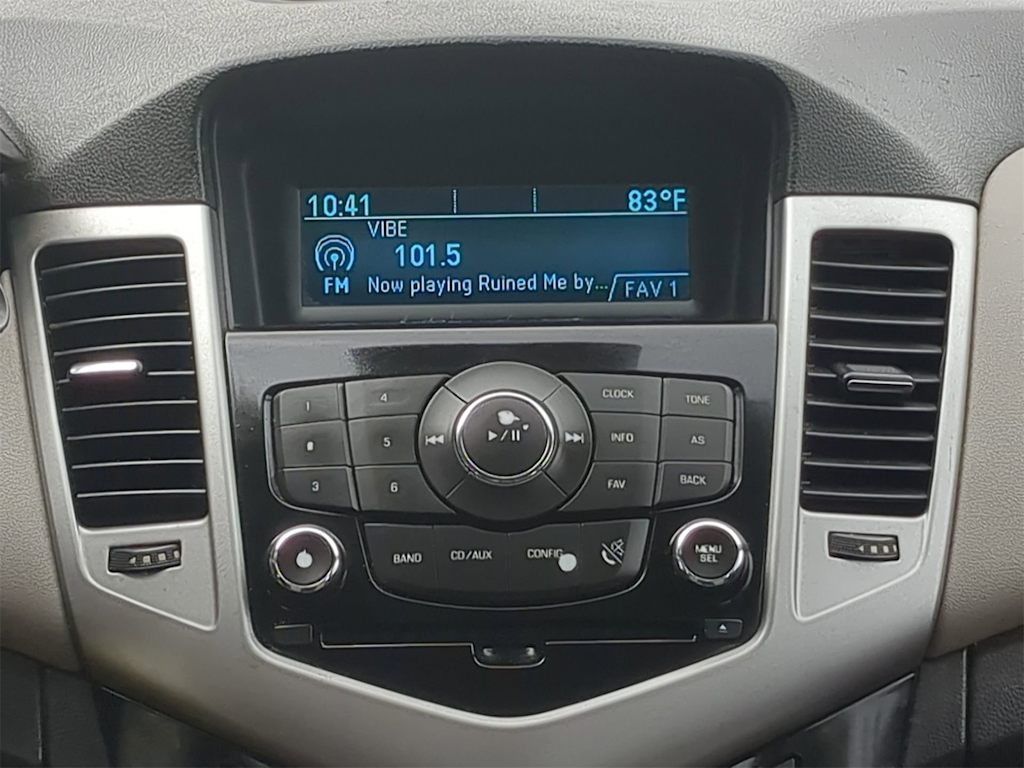 10:41 83°F
VIBE
101.5
FM Now playing Ruined Me by... FAV 1
1 4 CLOCK TONE
5 INFO AS
3 6 FAV BACK
BAND CD/AUX CONFIG MENU
SEL